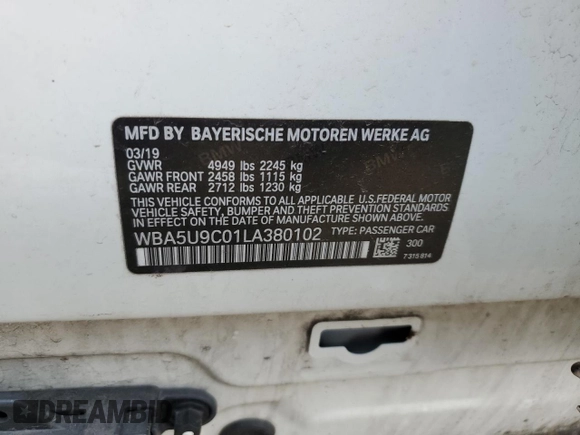 MFD BY BAYERISCHE MOTOREN WERKE AG
03/19
GVWR 4949 lbs 2245 kg
GAWR FRONT 2458 lbs 1115 kg
GAWR REAR 2712 lbs 1230 kg
THIS VEHICLE CONFORMS TO ALL APPLICABLE U.S.FEDERAL MOTOR
VEHICLE SAFETY, BUMPER, AND THEFT PREVENTION STANDARDS
IN EFFECT ON THE DATE OF MANUFACTURE SHOWN ABOVE.
WBA5U9C01LA380102 TYPE: PASSENGER CAR
300
7 315 814
DREAMBID